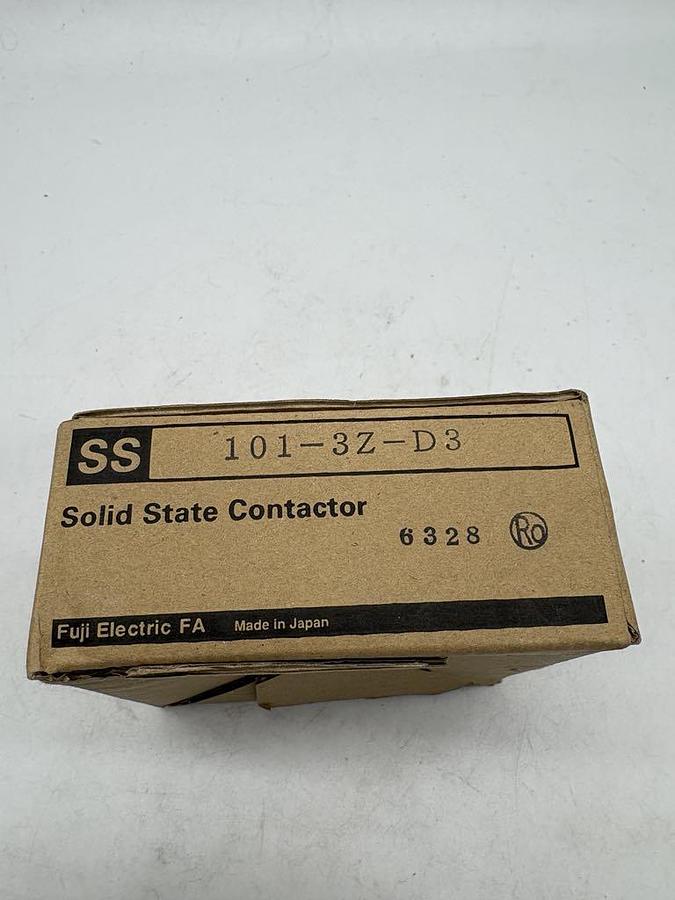 SS 101-3Z-D3
Solid State Contactor
6328 Ro
Fuji Electric FA Made in Japan